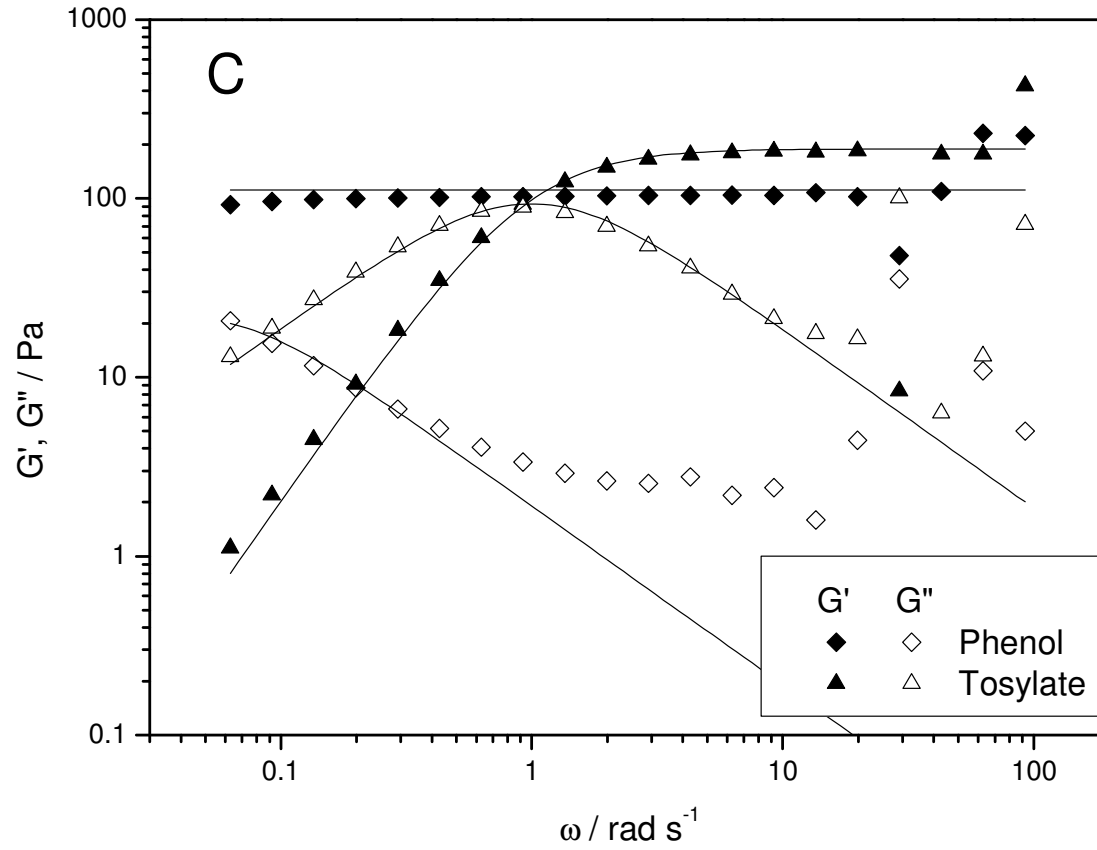 C
1000
100
10
1
0.1
G', G" / Pa
0.1
1
10
100
ω / rad s⁻¹
G' G"
Phenol
Tosylate